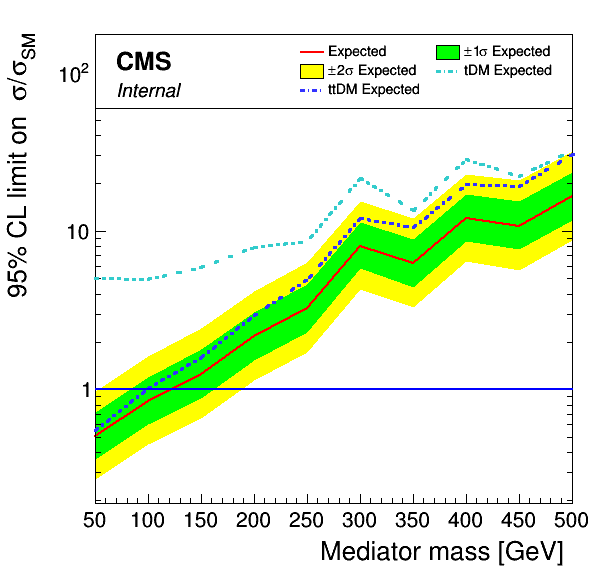 95% CL limit on σ/σSM
CMS
Internal
Expected
±1σ Expected
±2σ Expected
tDM Expected
ttDM Expected
10²
10
1
50 100 150 200 250 300 350 400 450 500
Mediator mass [GeV]